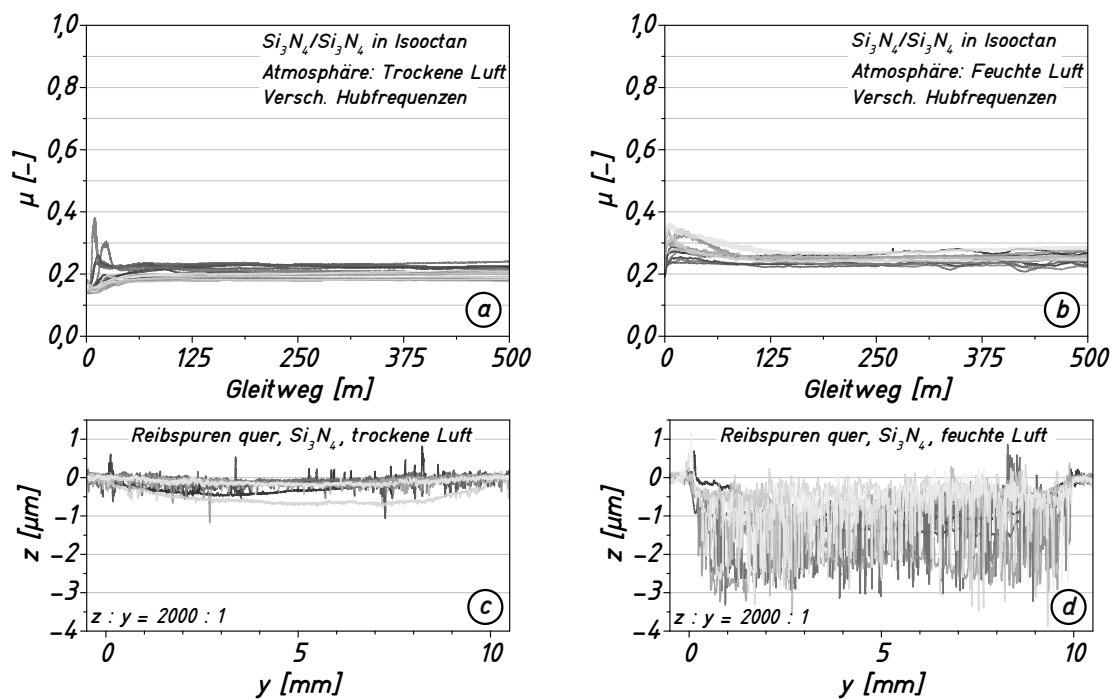 1,0
0,8
0,6
0,4
0,2
0,0
μ [-]
Si₃N₄/Si₃N₄ in Isooctan
Atmosphäre: Trockene Luft
Versch. Hubfrequenzen
a
0 125 250 375 500
Gleitweg [m]
1,0
0,8
0,6
0,4
0,2
0,0
μ [-]
Si₃N₄/Si₃N₄ in Isooctan
Atmosphäre: Feuchte Luft
Versch. Hubfrequenzen
b
0 125 250 375 500
Gleitweg [m]
1
0
-1
-2
-3
-4
z [μm]
Reibspuren quer, Si₃N₄, trockene Luft
z : y = 2000 : 1
c
0 5 10
y [mm]
1
0
-1
-2
-3
-4
z [μm]
Reibspuren quer, Si₃N₄, feuchte Luft
z : y = 2000 : 1
d
0 5 10
y [mm]